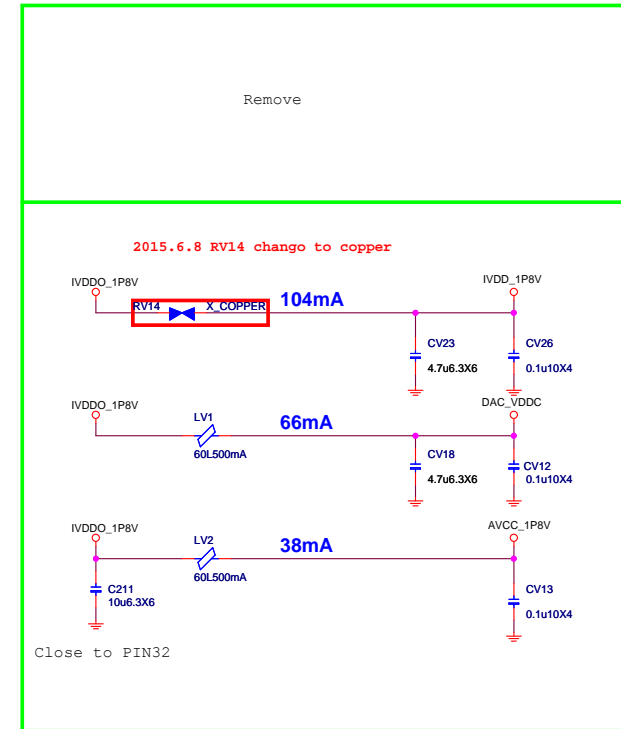 Remove
2015.6.8 RV14 chango to copper
IVDDO_1P8V
IVDD_1P8V
RV14
X_COPPER
104mA
CV23
4.7u6.3X6
CV26
0.1u10X4
IVDDO_1P8V
DAC_VDDC
LV1
66mA
60L500mA
CV18
4.7u6.3X6
CV12
0.1u10X4
IVDDO_1P8V
AVCC_1P8V
LV2
38mA
60L500mA
C211
10u6.3X6
CV13
0.1u10X4
Close to PIN32